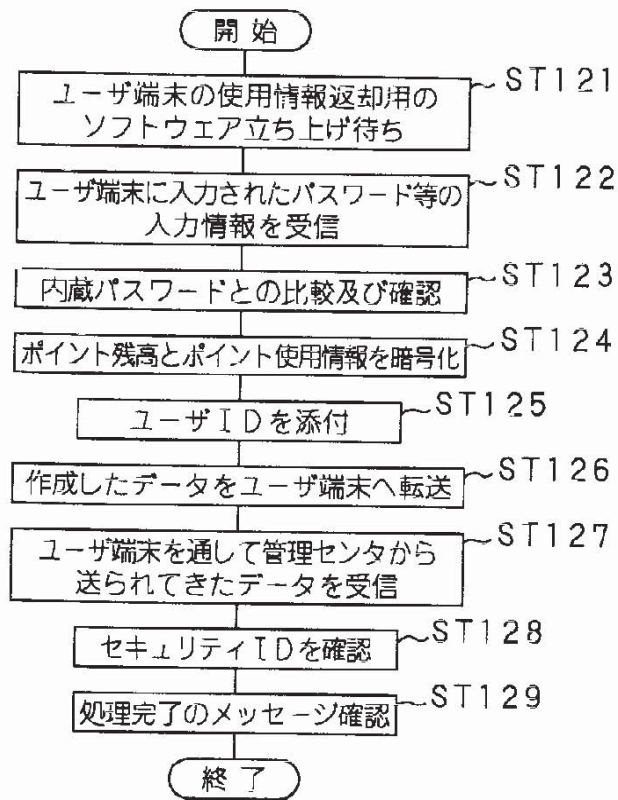 開始
ユーザ端末の使用情報返却用の
ソフトウェア立ち上げ待ち
ST121
ユーザ端末に入力されたパスワード等の
入力情報を受信
ST122
内蔵パスワードとの比較及び確認
ST123
ポイント残高とポイント使用情報を暗号化
ST124
ユーザIDを添付
ST125
作成したデータをユーザ端末へ転送
ST126
ユーザ端末を通して管理センタから
送られてきたデータを受信
ST127
セキュリティIDを確認
ST128
処理完了のメッセージ確認
ST129
終了